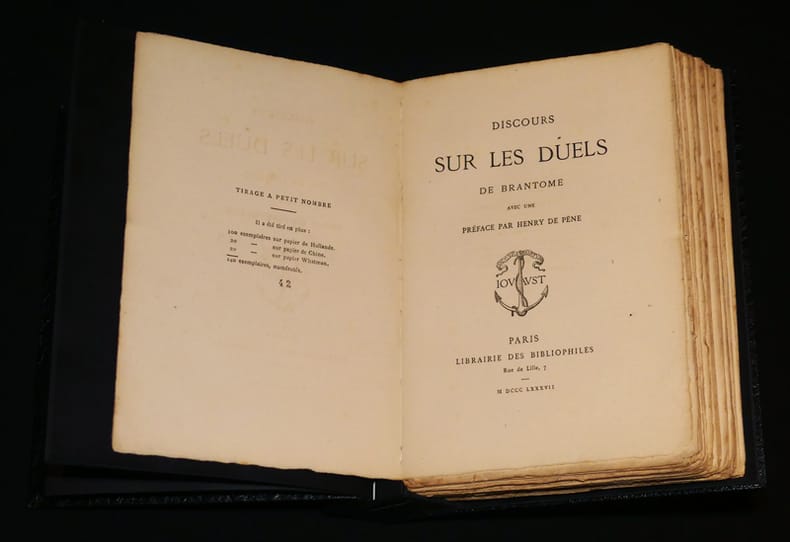 TIRAGE A PETIT NOMBRE
Il a été tiré en plus :
100 exemplaires sur papier de Hollande.
20 — sur papier de Chine.
20 — sur papier Whatman.
140 exemplaires, numérotés.
42
DISCOURS
SUR LES DUELS
DE BRANTOME
AVEC UNE
PRÉFACE PAR HENRY DE PÈNE
IOVAVST
PARIS
LIBRAIRIE DES BIBLIOPHILES
Rue de Lille, 7
M DCCC LXXXVII